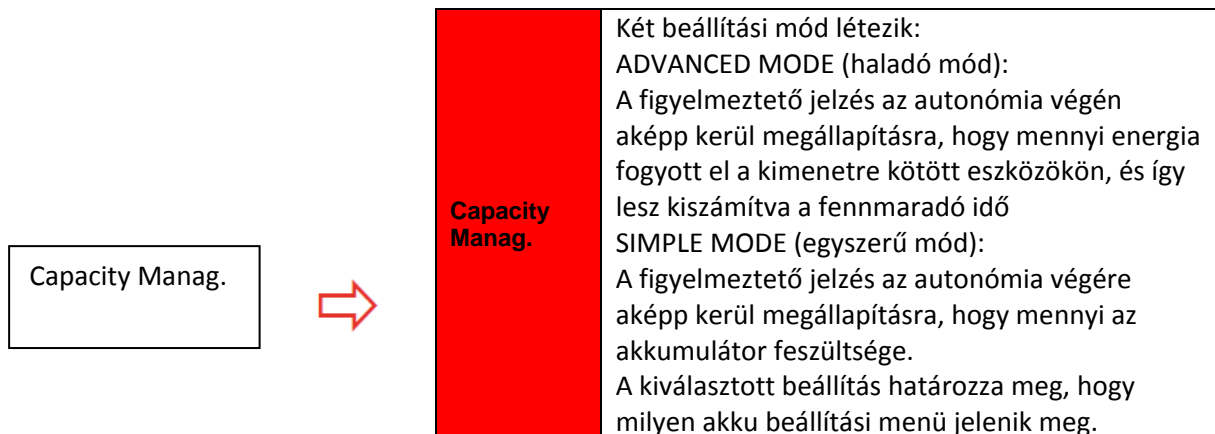 Capacity Manag.
Capacity
Manag.
Két beállítási mód létezik:
ADVANCED MODE (haladó mód):
A figyelmeztető jelzés az autonómia végén
aképp kerül megállapításra, hogy mennyi energia
fogyott el a kimenetre kötött eszközökön, és így
lesz kiszámítva a fennmaradó idő
SIMPLE MODE (egyszerű mód):
A figyelmeztető jelzés az autonómia végére
aképp kerül megállapításra, hogy mennyi az
akkumulátor feszültsége.
A kiválasztott beállítás határozza meg, hogy
milyen akku beállítási menü jelenik meg.